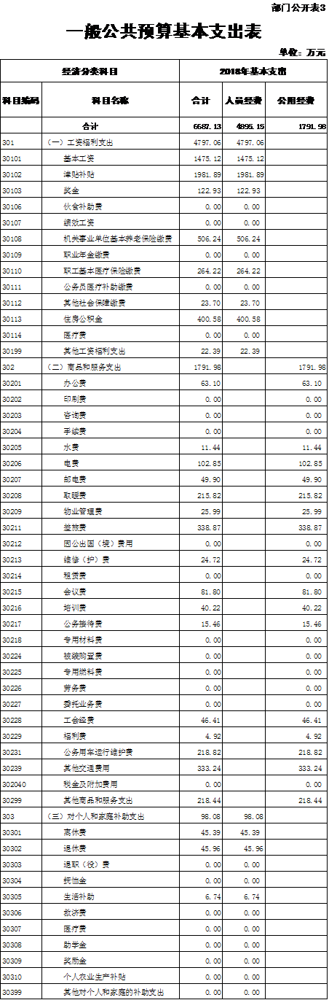 部门公开表3
一般公共预算基本支出表
单位：万元
经济分类科目 2018年基本支出
科目编码 科目名称 合计 人员经费 公用经费
合计 6687.13 4895.15 1791.98
301 （一）工资福利支出 4797.06 4797.06
30101 基本工资 1475.12 1475.12
30102 津贴补贴 1981.89 1981.89
30103 奖金 122.93 122.93
30106 伙食补助费 0.00 0.00
30107 绩效工资 0.00 0.00
30108 机关事业单位基本养老保险缴费 506.24 506.24
30109 职业年金缴费 0.00 0.00
30110 职工基本医疗保险缴费 264.22 264.22
30111 公务员医疗补助缴费 0.00 0.00
30112 其他社会保障缴费 23.70 23.70
30113 住房公积金 400.58 400.58
30114 医疗费 0.00 0.00
30199 其他工资福利支出 22.39 22.39
302 （二）商品和服务支出 1791.98 1791.98
30201 办公费 63.10 63.10
30202 印刷费 0.00 0.00
30203 咨询费 0.00 0.00
30204 手续费 0.00 0.00
30205 水费 11.44 11.44
30206 电费 102.85 102.85
30207 邮电费 49.90 49.90
30208 取暖费 215.82 215.82
30209 物业管理费 25.99 25.99
30211 差旅费 338.87 338.87
30212 因公出国（境）费用 0.00 0.00
30213 维修（护）费 24.72 24.72
30214 租赁费 0.00 0.00
30215 会议费 81.80 81.80
30216 培训费 40.22 40.22
30217 公务接待费 15.46 15.46
30218 专用材料费 0.00 0.00
30224 被装购置费 0.00 0.00
30225 专用燃料费 0.00 0.00
30226 劳务费 0.00 0.00
30227 委托业务费 0.00 0.00
30228 工会经费 46.41 46.41
30229 福利费 4.92 4.92
30231 公务用车运行维护费 218.82 218.82
30239 其他交通费用 333.24 333.24
302040 税金及附加费用 0.00 0.00
30299 其他商品和服务支出 218.44 218.44
303 （三）对个人和家庭补助支出 98.08 98.08
30301 离休费 45.39 45.39
30302 退休费 45.96 45.96
30303 退职（役）费 0.00 0.00
30304 抚恤金 0.00 0.00
30305 生活补助 6.74 6.74
30306 救济费 0.00 0.00
30307 医疗费 0.00 0.00
30308 助学金 0.00 0.00
30309 奖励金 0.00 0.00
30310 个人农业生产补贴 0.00 0.00
30399 其他对个人和家庭的补助支出 0.00 0.00